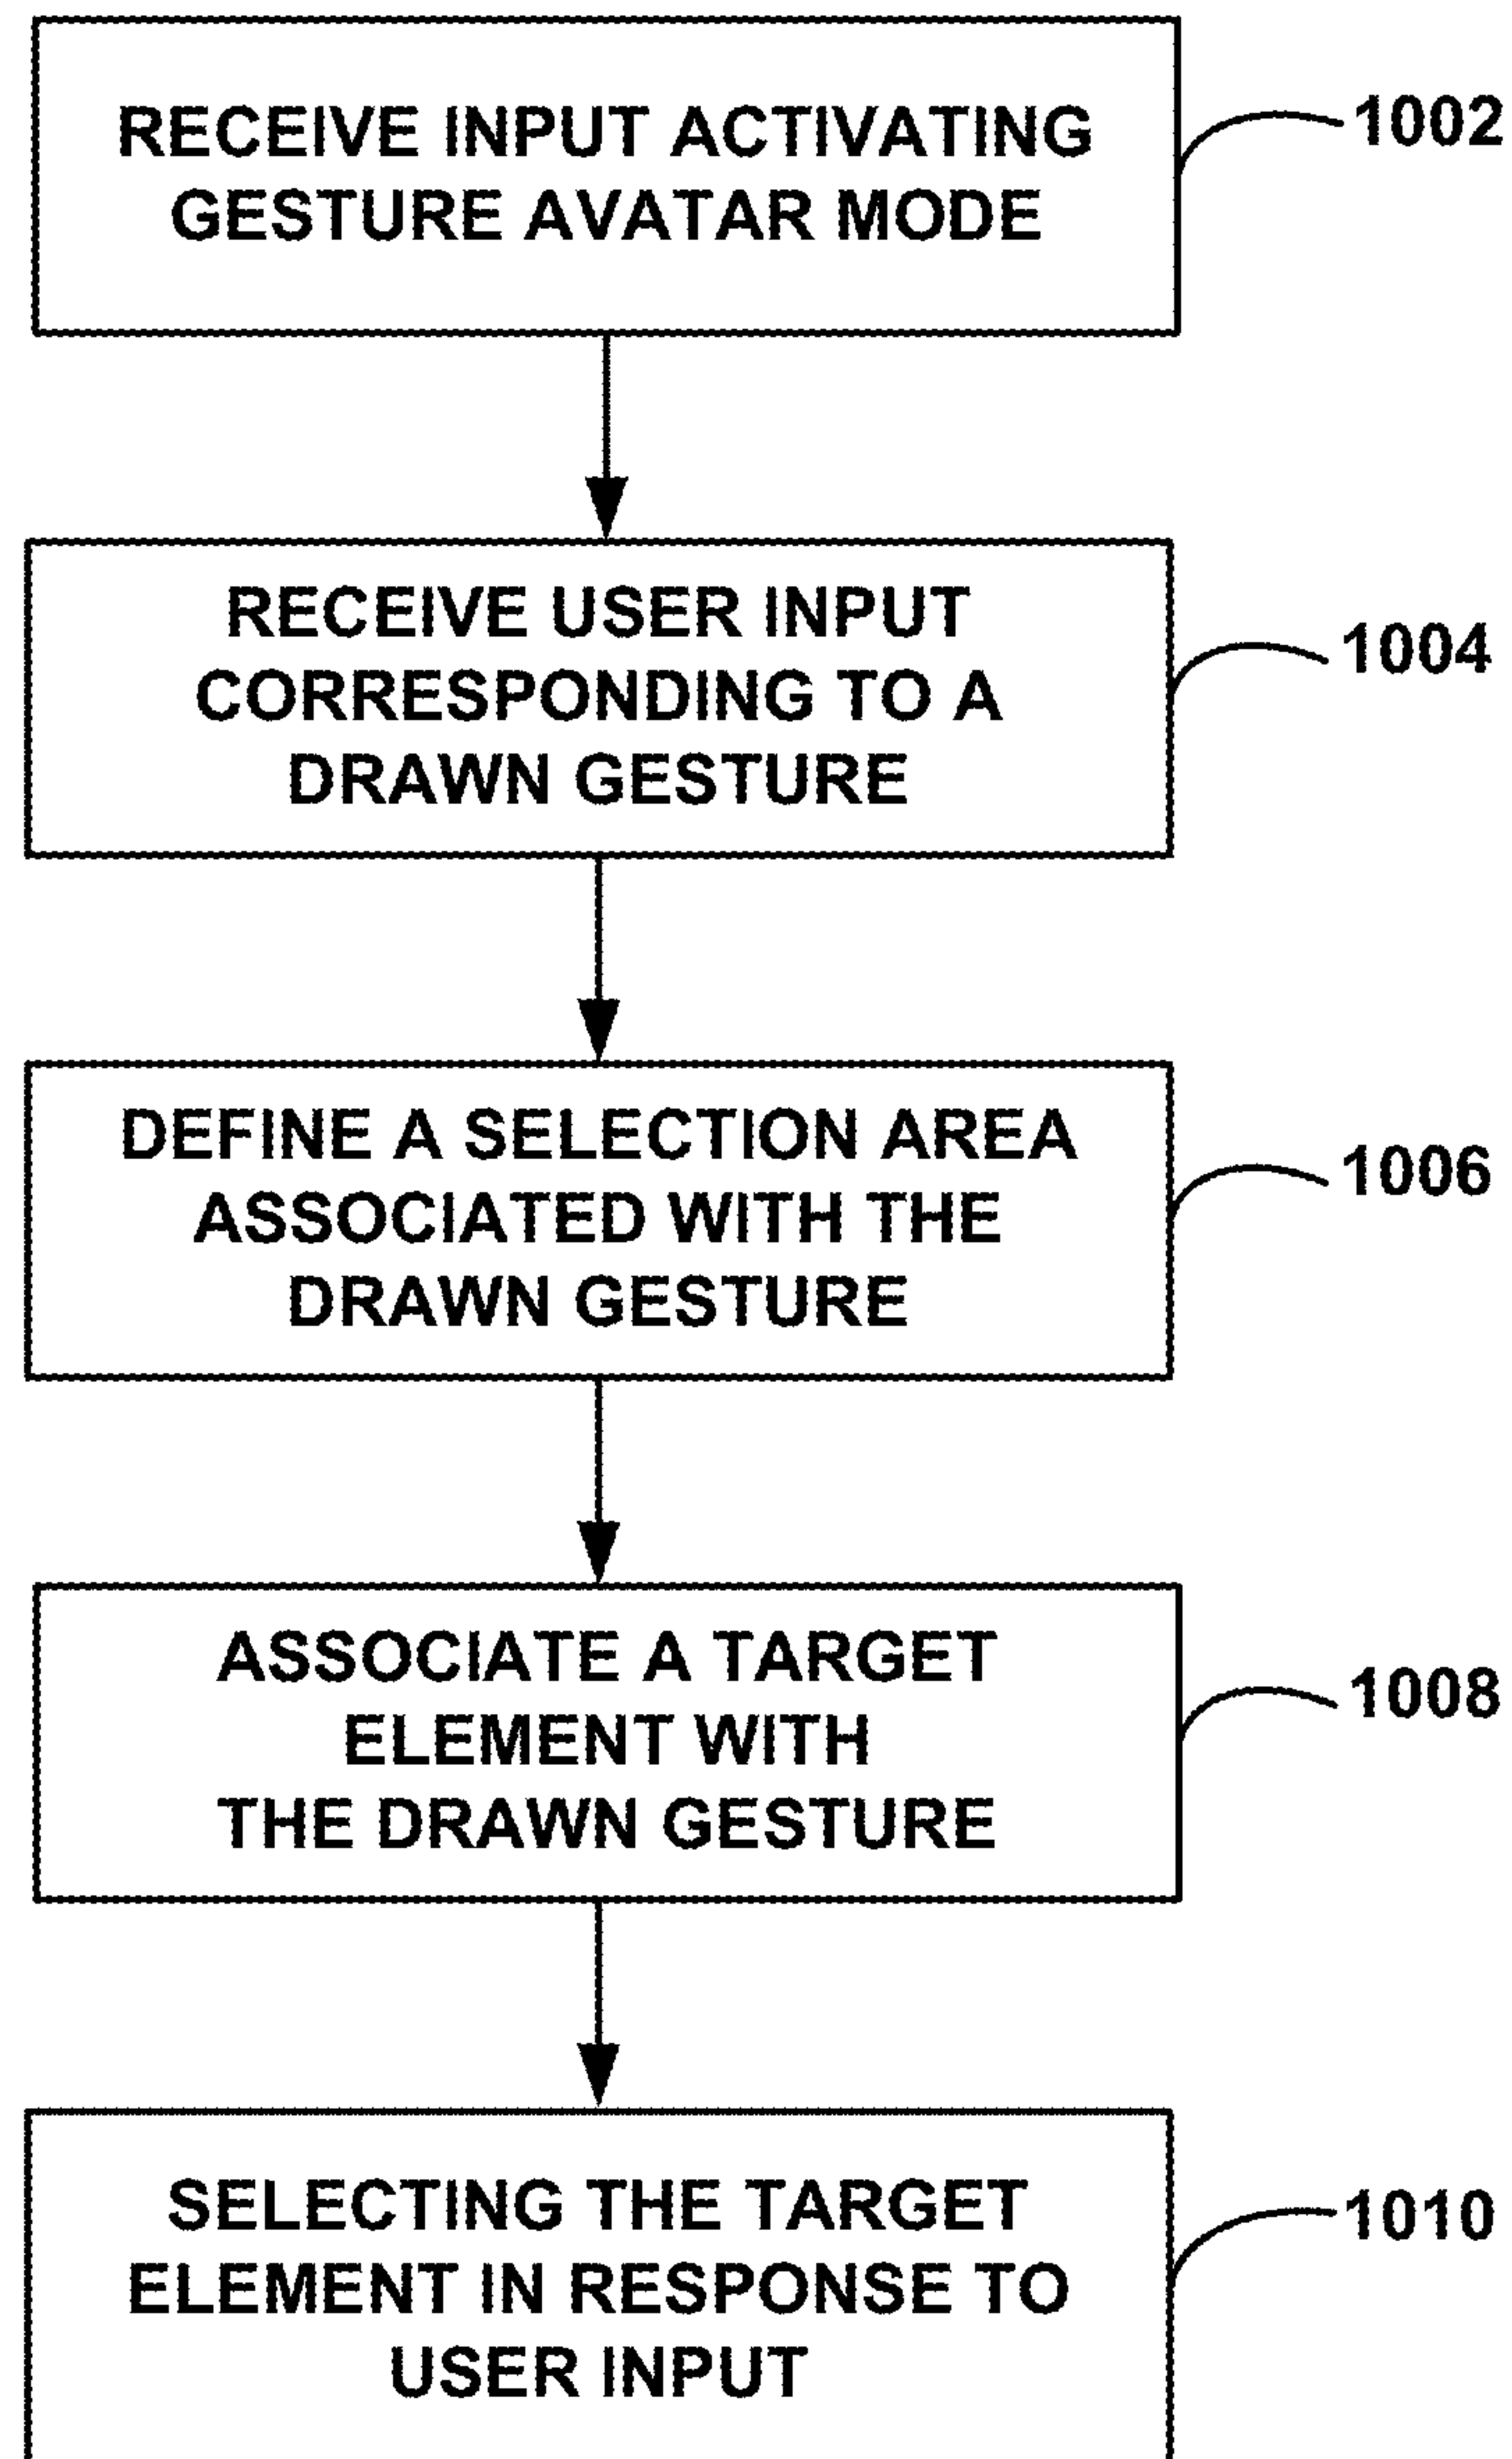 RECEIVE INPUT ACTIVATING
GESTURE AVATAR MODE
1002
RECEIVE USER INPUT
CORRESPONDING TO A
DRAWN GESTURE
1004
DEFINE A SELECTION AREA
ASSOCIATED WITH THE
DRAWN GESTURE
1006
ASSOCIATE A TARGET
ELEMENT WITH
THE DRAWN GESTURE
1008
SELECTING THE TARGET
ELEMENT IN RESPONSE TO
USER INPUT
1010